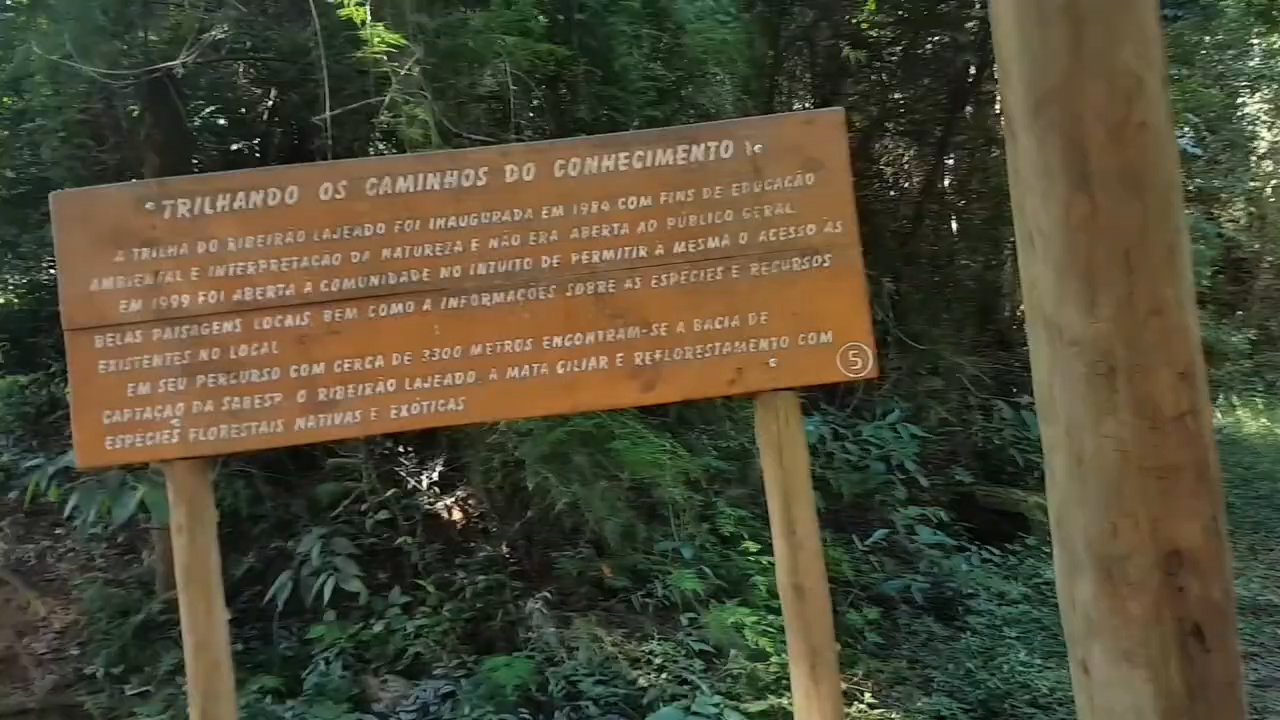 "TRILHANDO OS CAMINHOS DO CONHECIMENTO"
A TRILHA DO RIBEIRÃO LAJEADO FOI INAUGURADA EM 1984 COM FINS DE EDUCAÇÃO
AMBIENTAL E INTERPRETAÇÃO DA NATUREZA E NÃO ERA ABERTA AO PÚBLICO GERAL.
EM 1999 FOI ABERTA A COMUNIDADE NO INTUITO DE PERMITIR A MESMA O ACESSO ÀS
BELAS PAISAGENS LOCAIS, BEM COMO A INFORMAÇÕES SOBRE AS ESPÉCIES E RECURSOS
EXISTENTES NO LOCAL
EM SEU PERCURSO COM CERCA DE 3300 METROS ENCONTRAM-SE A BACIA DE
CAPTAÇÃO DA SABESP, O RIBEIRÃO LAJEADO, A MATA CILIAR E REFLORESTAMENTO COM
ESPÉCIES FLORESTAIS NATIVAS E EXÓTICAS
5